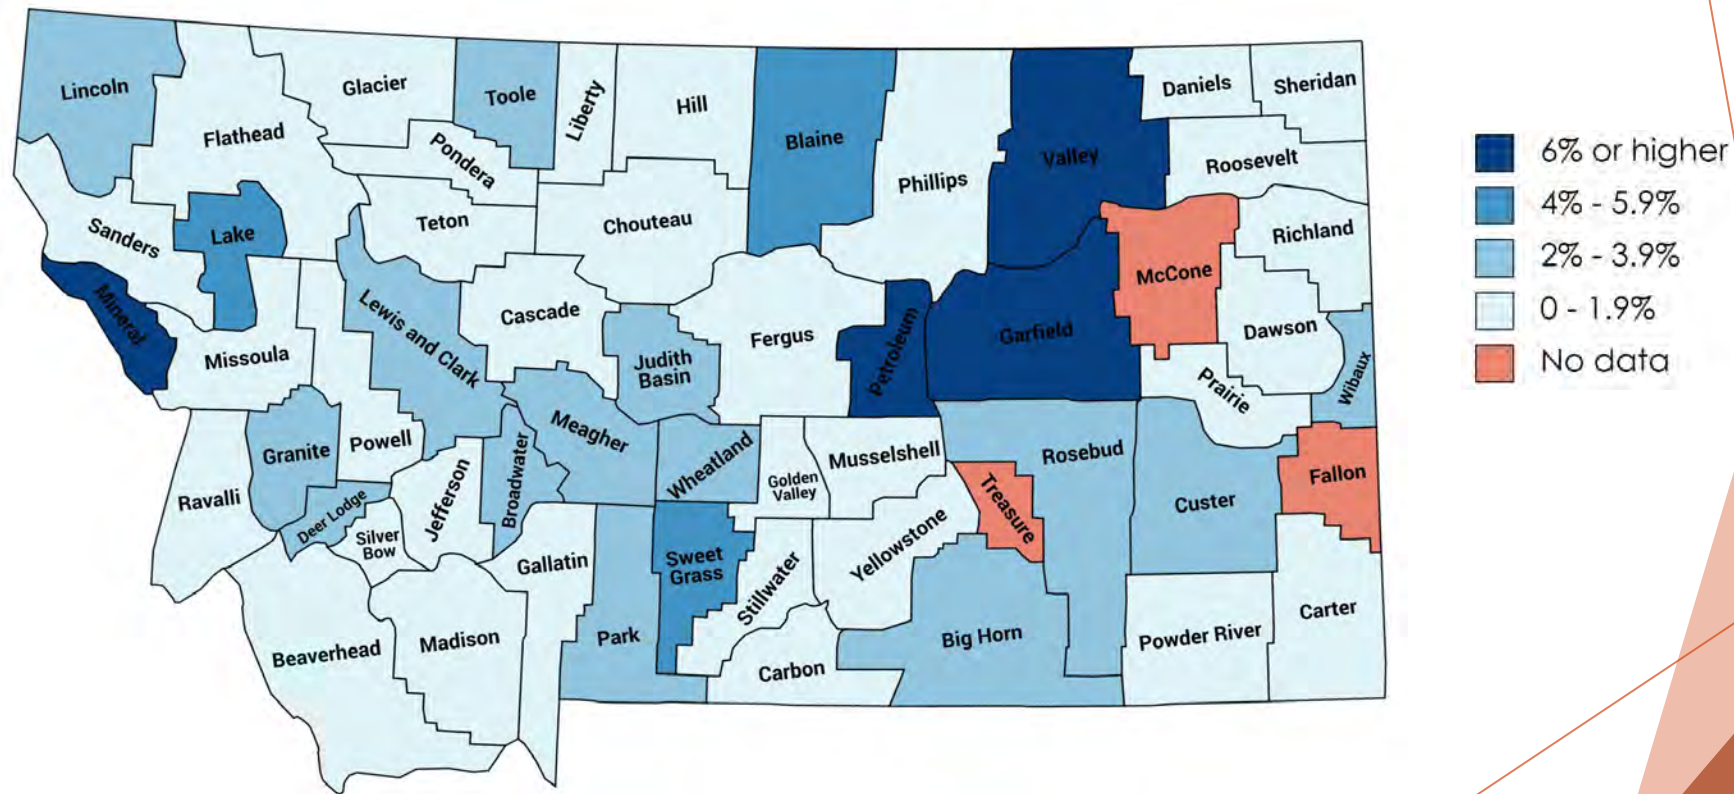 Lincoln
Flathead
Glacier
Toole
Liberty
Hill
Blaine
Phillips
Valley
Daniels
Sheridan
Roosevelt
Pondera
Teton
Chouteau
Sanders
Lake
Mineral
Missoula
Lewis and Clark
Cascade
Judith
Basin
Fergus
Petroleum
Garfield
McCone
Richland
Dawson
Prairie
Wibaux
Ravalli
Granite
Powell
Deer Lodge
Silver
Bow
Jefferson
Broadwater
Meagher
Wheatland
Golden
Valley
Musselshell
Treasure
Rosebud
Custer
Fallon
Beaverhead
Madison
Gallatin
Park
Sweet
Grass
Stillwater
Yellowstone
Carbon
Big Horn
Powder River
Carter
6% or higher
4% - 5.9%
2% - 3.9%
0 - 1.9%
No data